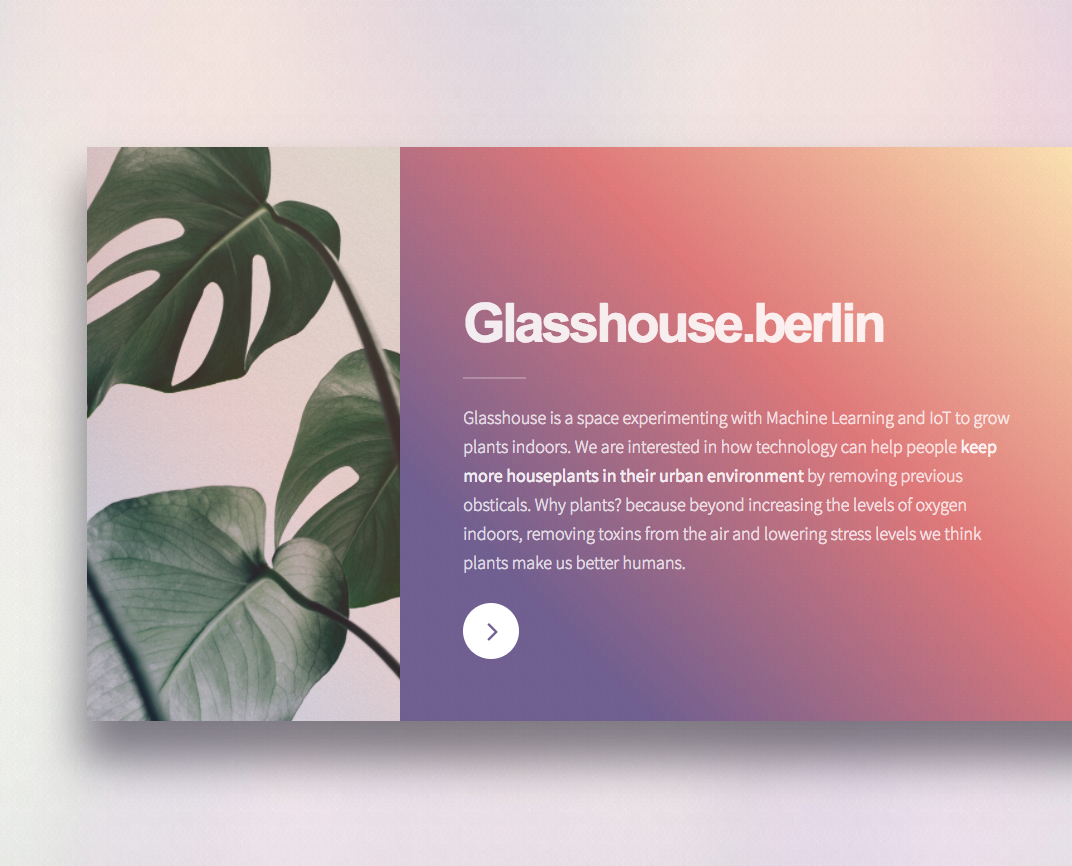 Glasshouse.berlin
Glasshouse is a space experimenting with Machine Learning and IoT to grow
plants indoors. We are interested in how technology can help people keep
more houseplants in their urban environment by removing previous
obsticals. Why plants? because beyond increasing the levels of oxygen
indoors, removing toxins from the air and lowering stress levels we think
plants make us better humans.